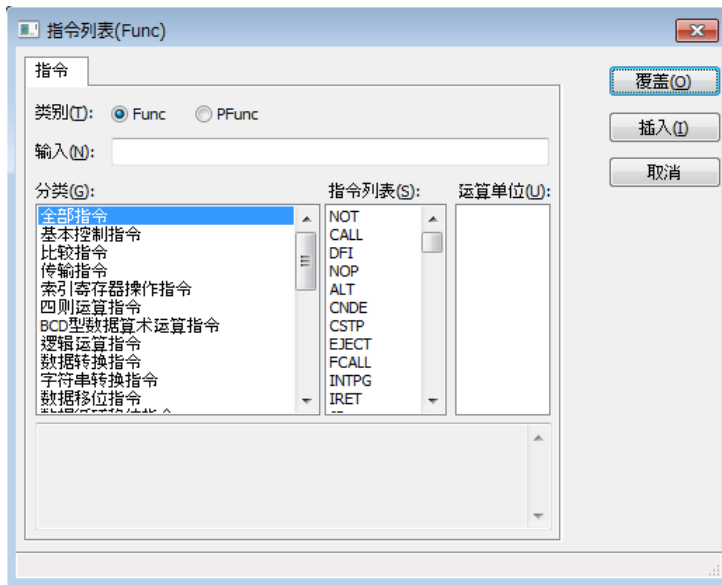 指令列表(Func)
指令
覆盖(O)
类别(T): Func PFunc
插入(I)
输入(N):
取消
分类(G): 指令列表(S): 运算单位(U):
全部指令 NOT
基本控制指令 CALL
比较指令 DFI
传输指令 NOP
索引寄存器操作指令 ALT
四则运算指令 CNDE
BCD型数据算术运算指令 CSTP
逻辑运算指令 EJECT
数据转换指令 FCALL
字符串转换指令 INTPG
数据移位指令 IRET